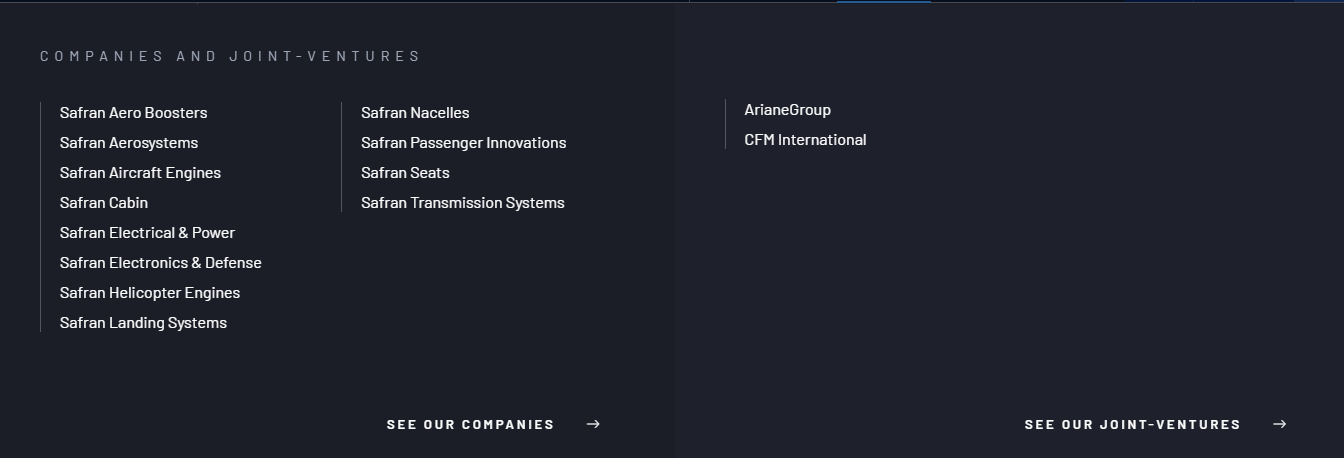 COMPANIES AND JOINT-VENTURES
Safran Aero Boosters
Safran Aerosystems
Safran Aircraft Engines
Safran Cabin
Safran Electrical & Power
Safran Electronics & Defense
Safran Helicopter Engines
Safran Landing Systems
Safran Nacelles
Safran Passenger Innovations
Safran Seats
Safran Transmission Systems
SEE OUR COMPANIES →
ArianeGroup
CFM International
SEE OUR JOINT-VENTURES →